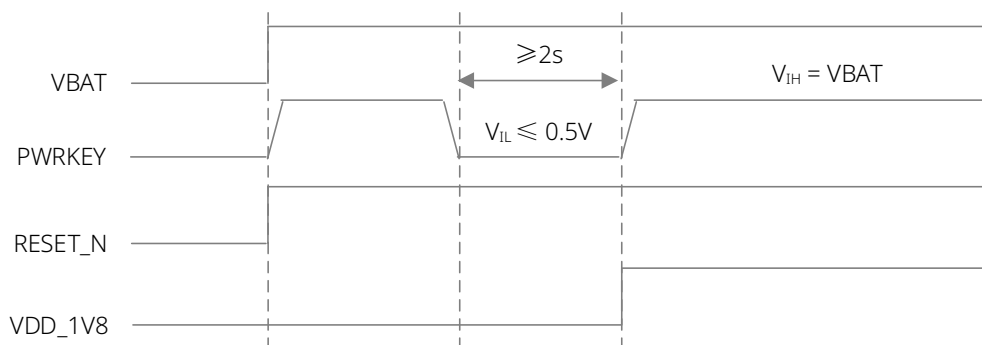 ≥2s
VBAT
V_IH = VBAT
V_IL ≤ 0.5V
PWRKEY
RESET_N
VDD_1V8